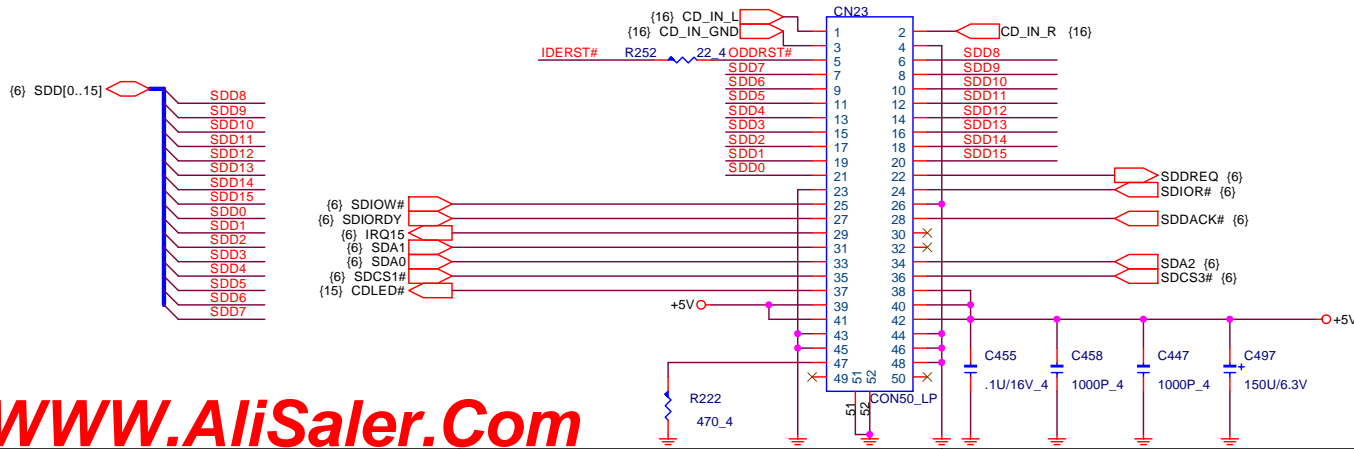 CN23
{16} CD_IN_L
{16} CD_IN_GND
CD_IN_R {16}
IDERST# R252 22_4 ODDRST#
{6} SDD[0..15]
SDD8
SDD9
SDD10
SDD11
SDD12
SDD13
SDD14
SDD15
SDD0
SDD1
SDD2
SDD3
SDD4
SDD5
SDD6
SDD7
SDD7
SDD6
SDD5
SDD4
SDD3
SDD2
SDD1
SDD0
1 2
3 4
5 6
7 8
9 10
11 12
13 14
15 16
17 18
19 20
21 22
23 24
25 26
27 28
29 30
31 32
33 34
35 36
37 38
39 40
41 42
43 44
45 46
47 48
49 51 52 50
SDD8
SDD9
SDD10
SDD11
SDD12
SDD13
SDD14
SDD15
SDDREQ {6}
SDIOR# {6}
SDDACK# {6}
SDA2 {6}
SDCS3# {6}
{6} SDIOW#
{6} SDIORDY
{6} IRQ15
{6} SDA1
{6} SDA0
{6} SDCS1#
{15} CDLED#
+5V
+5V
CON50_LP
51 52
R222
470_4
C455
.1U/16V_4
C458
1000P_4
C447
1000P_4
C497
+
150U/6.3V
WWW.AliSaler.Com